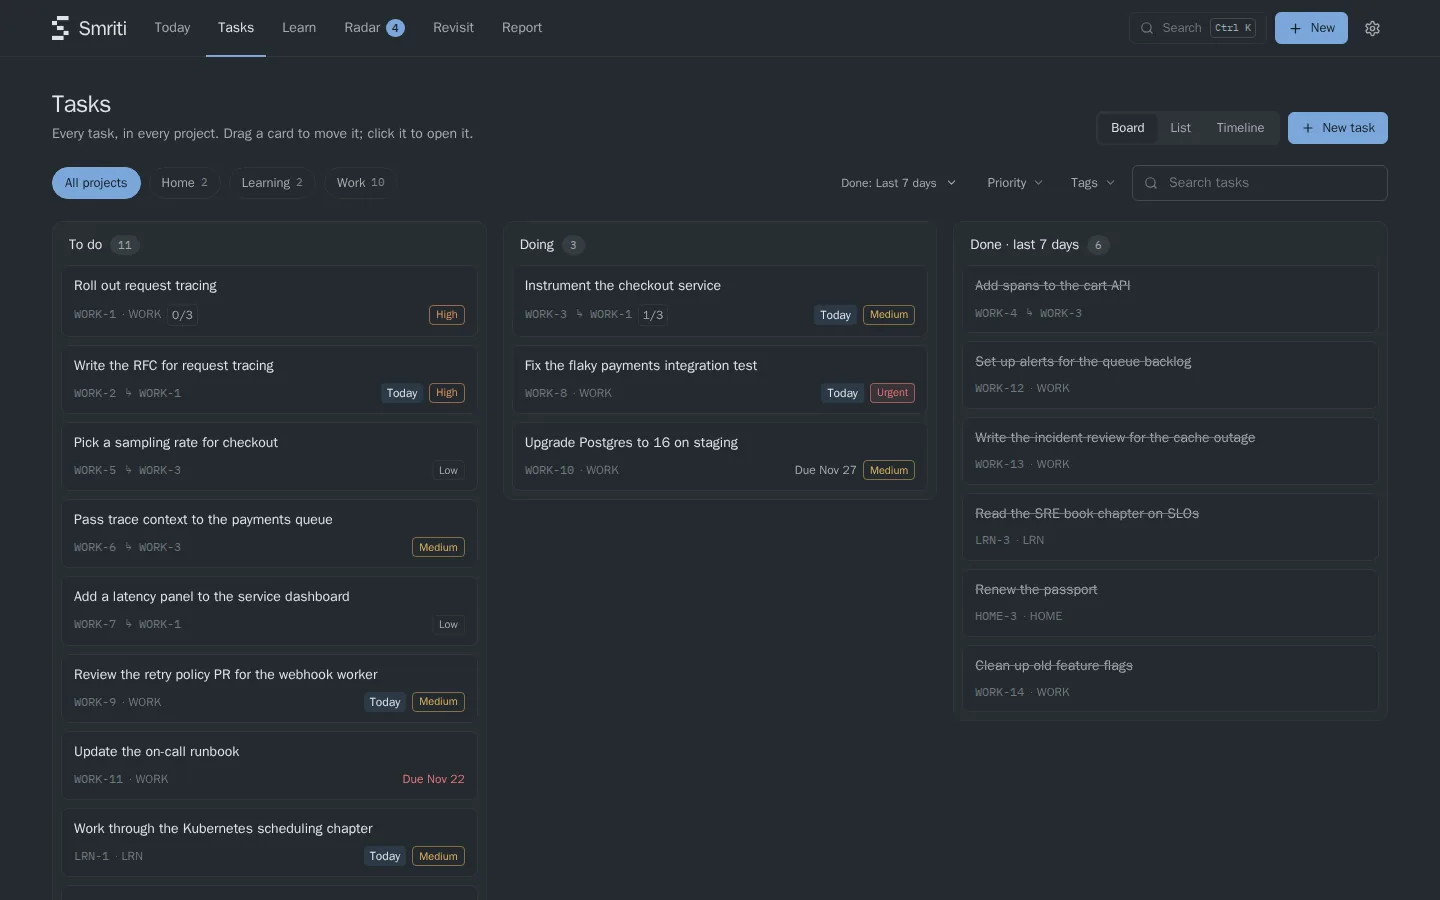 Smriti Today Tasks Learn Radar 4 Revisit Report Search Ctrl K + New
Tasks
Every task, in every project. Drag a card to move it; click it to open it.
Board List Timeline + New task
All projects Home 2 Learning 2 Work 10 Done: Last 7 days Priority Tags Search tasks
To do 11
Roll out request tracing
WORK-1 · WORK 0/3 High
Write the RFC for request tracing
WORK-2 ↳ WORK-1 Today High
Pick a sampling rate for checkout
WORK-5 ↳ WORK-3 Low
Pass trace context to the payments queue
WORK-6 ↳ WORK-3 Medium
Add a latency panel to the service dashboard
WORK-7 ↳ WORK-1 Low
Review the retry policy PR for the webhook worker
WORK-9 · WORK Today Medium
Update the on-call runbook
WORK-11 · WORK Due Nov 22
Work through the Kubernetes scheduling chapter
LRN-1 · LRN Today Medium
Doing 3
Instrument the checkout service
WORK-3 ↳ WORK-1 1/3 Today Medium
Fix the flaky payments integration test
WORK-8 · WORK Today Urgent
Upgrade Postgres to 16 on staging
WORK-10 · WORK Due Nov 27 Medium
Done · last 7 days 6
Add spans to the cart API
WORK-4 ↳ WORK-3
Set up alerts for the queue backlog
WORK-12 · WORK
Write the incident review for the cache outage
WORK-13 · WORK
Read the SRE book chapter on SLOs
LRN-3 · LRN
Renew the passport
HOME-3 · HOME
Clean up old feature flags
WORK-14 · WORK